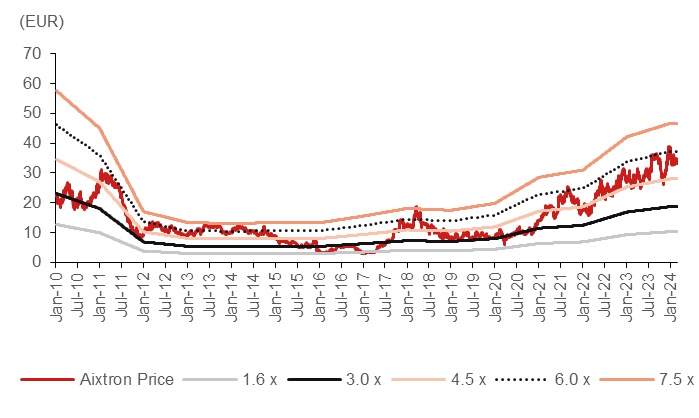 (EUR)
70
60
50
40
30
20
10
0
Jan-10
Jul-10
Jan-11
Jul-11
Jan-12
Jul-12
Jan-13
Jul-13
Jan-14
Jul-14
Jan-15
Jul-15
Jan-16
Jul-16
Jan-17
Jul-17
Jan-18
Jul-18
Jan-19
Jul-19
Jan-20
Jul-20
Jan-21
Jul-21
Jan-22
Jul-22
Jan-23
Jul-23
Jan-24
Aixtron Price 1.6 x 3.0 x 4.5 x 6.0 x 7.5 x